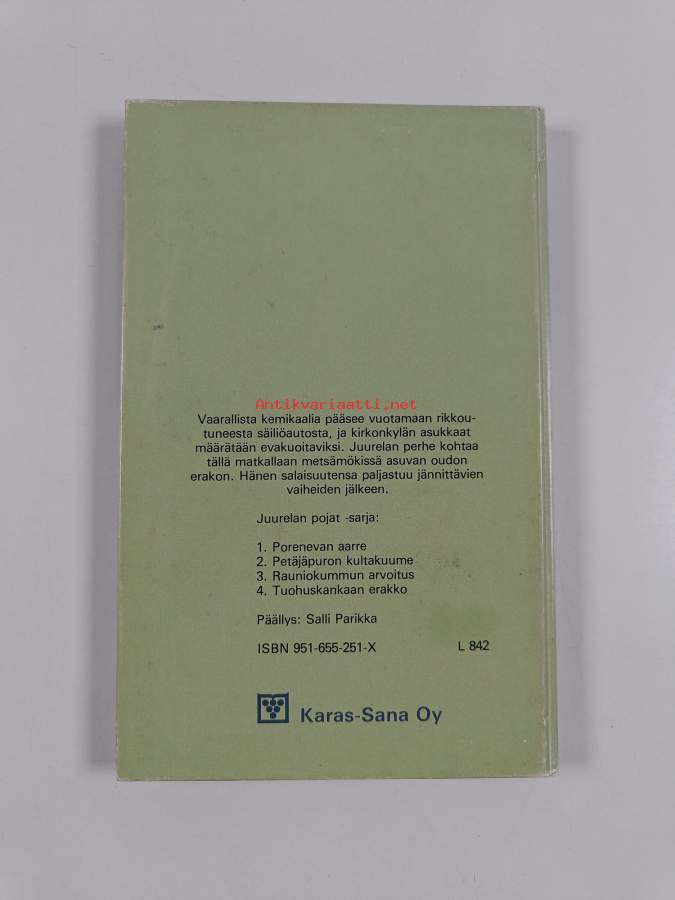 Antikvariaatti.net
Vaarallista kemikaalia pääsee vuotamaan rikkou-
tuneesta säiliöautosta, ja kirkonkylän asukkaat
määrätään evakuoitaviksi. Juurelan perhe kohtaa
tällä matkallaan metsämökissä asuvan oudon
erakon. Hänen salaisuutensa paljastuu jännittävien
vaiheiden jälkeen.
Juurelan pojat -sarja:
1. Porenevan aarre
2. Petäjäpuron kultakuume
3. Rauniokummun arvoitus
4. Tuohuskankaan erakko
Päällys: Salli Parikka
ISBN 951-655-251-X L 842
Karas-Sana Oy